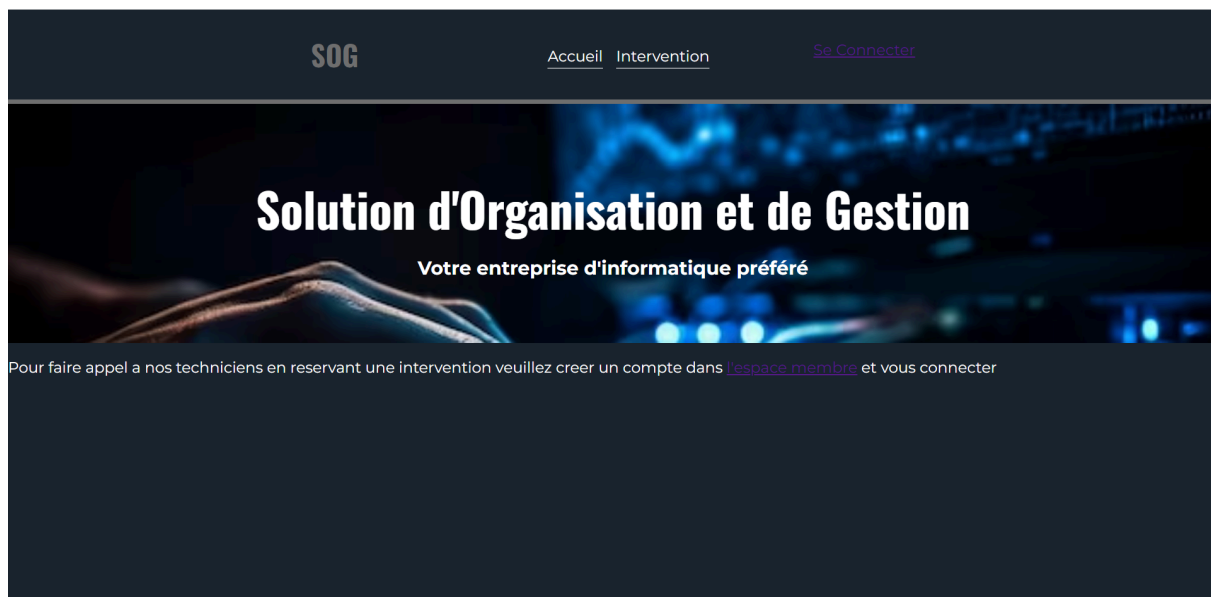 SOG
Accueil Intervention
Se Connecter
Solution d'Organisation et de Gestion
Votre entreprise d'informatique préféré
Pour faire appel a nos techniciens en reservant une intervention veuillez creer un compte dans l'espace membre et vous connecter